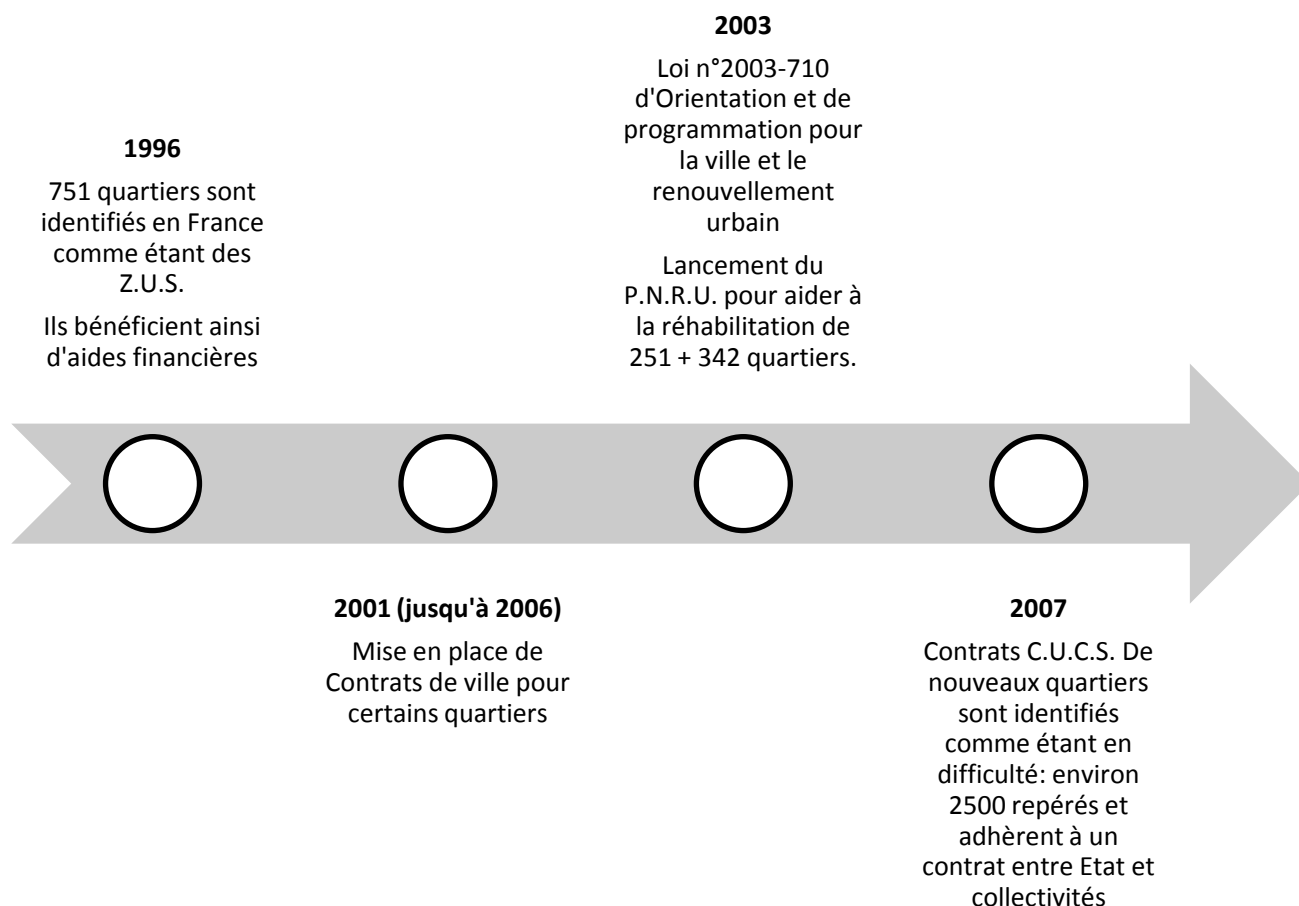 1996
751 quartiers sont
identifiés en France
comme étant des
Z.U.S.
Ils bénéficient ainsi
d'aides financières
2001 (jusqu'à 2006)
Mise en place de
Contrats de ville pour
certains quartiers
2003
Loi n°2003-710
d'Orientation et de
programmation pour
la ville et le
renouvellement
urbain
Lancement du
P.N.R.U. pour aider à
la réhabilitation de
251 + 342 quartiers.
2007
Contrats C.U.C.S. De
nouveaux quartiers
sont identifiés
comme étant en
difficulté: environ
2500 repérés et
adhèrent à un
contrat entre Etat et
collectivités